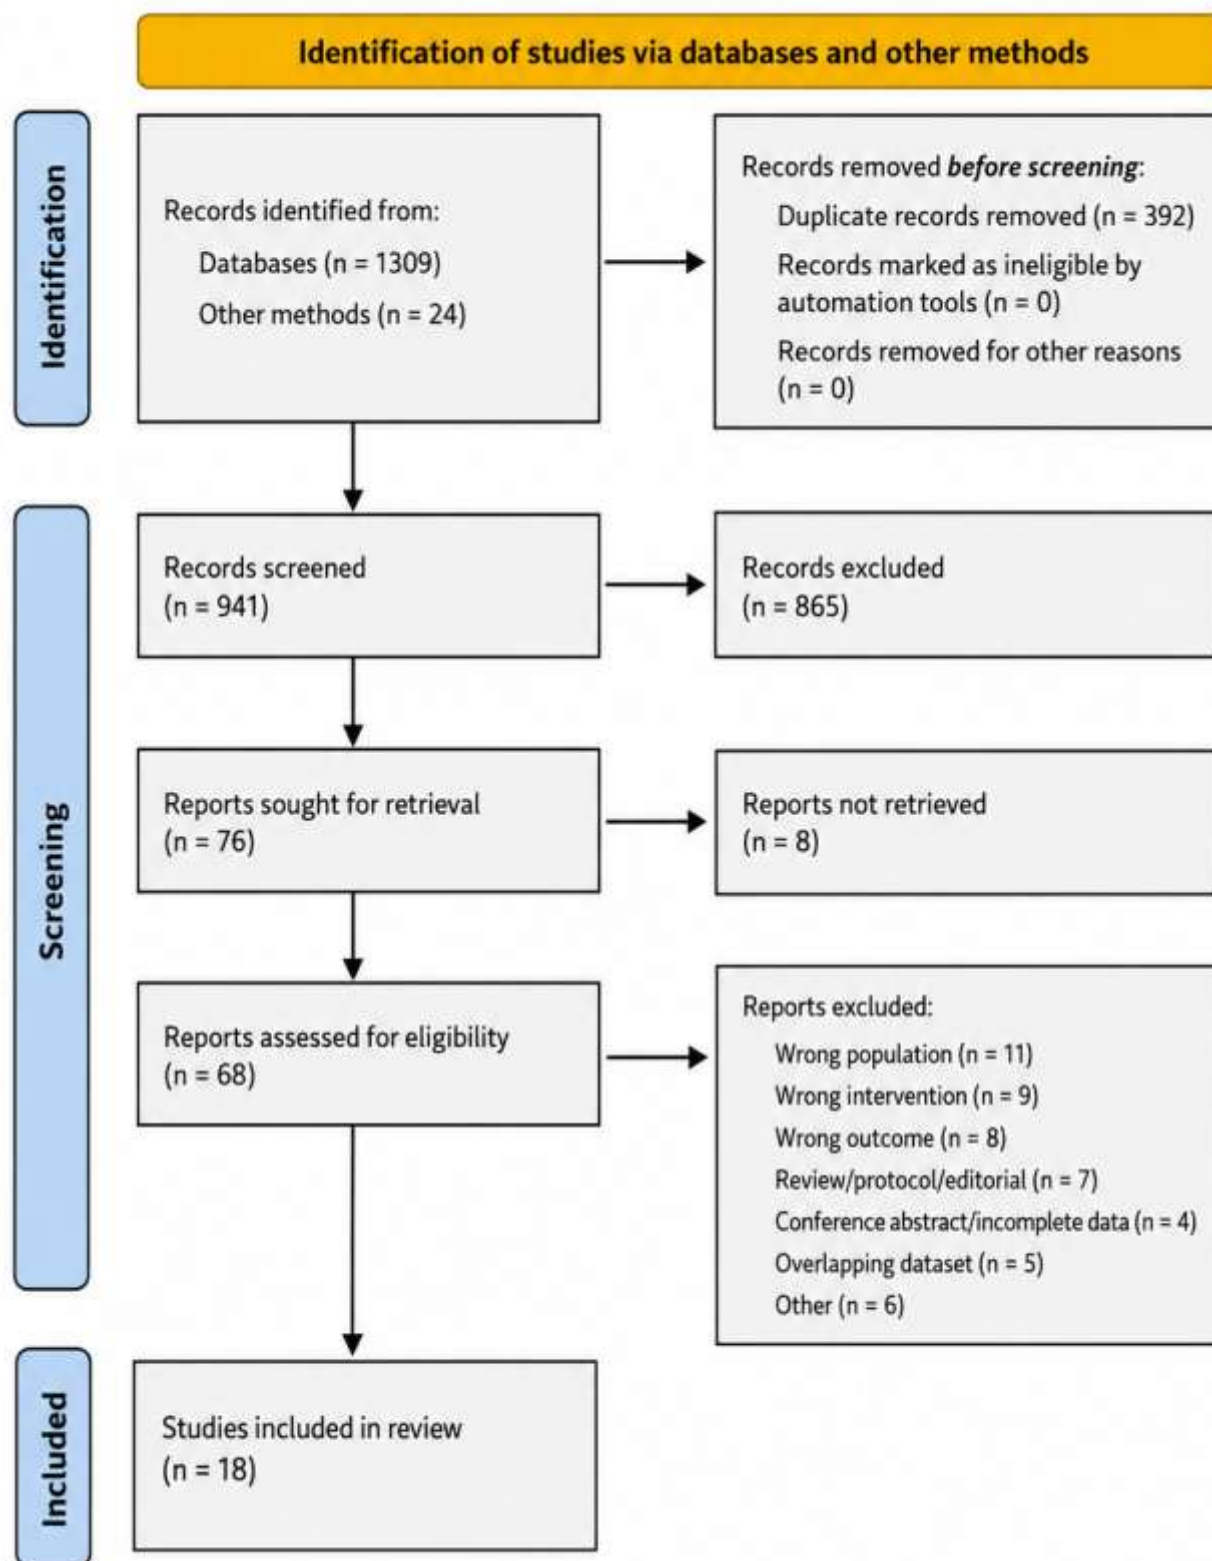 Identification of studies via databases and other methods
Identification
Records identified from:
Databases (n = 1309)
Other methods (n = 24)
Records removed before screening:
Duplicate records removed (n = 392)
Records marked as ineligible by
automation tools (n = 0)
Records removed for other reasons
(n = 0)
Screening
Records screened
(n = 941)
Records excluded
(n = 865)
Reports sought for retrieval
(n = 76)
Reports not retrieved
(n = 8)
Reports assessed for eligibility
(n = 68)
Reports excluded:
Wrong population (n = 11)
Wrong intervention (n = 9)
Wrong outcome (n = 8)
Review/protocol/editorial (n = 7)
Conference abstract/incomplete data (n = 4)
Overlapping dataset (n = 5)
Other (n = 6)
Included
Studies included in review
(n = 18)